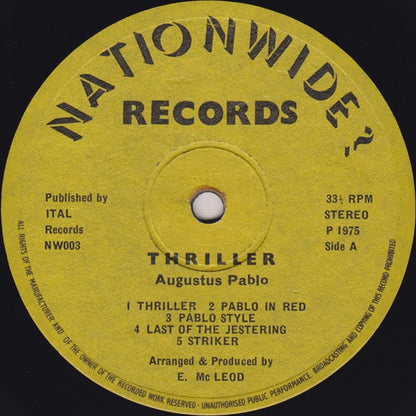 NATIONWIDE
RECORDS
Published by
ITAL
Records
NW003
33⅓ RPM
STEREO
P 1975
Side A
THRILLER
Augustus Pablo
1 THRILLER 2 PABLO IN RED
3 PABLO STYLE
4 LAST OF THE JESTERING
5 STRIKER
Arranged & Produced by
E. Mc LEOD
ALL RIGHTS OF THE MANUFACTURER AND OF THE OWNER OF THE RECORDED WORK RESERVED - UNAUTHORISED PUBLIC PERFORMANCE BROADCASTING AND COPYING OF THIS RECORD PROHIBITED